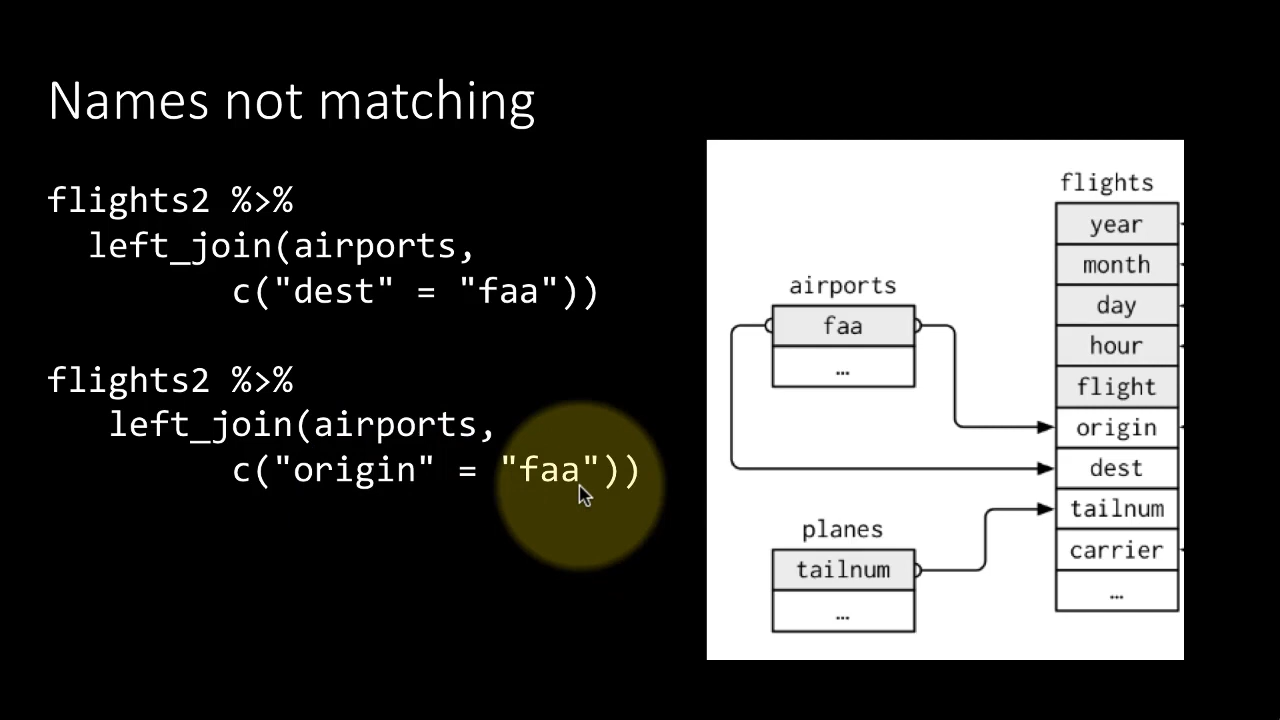 Names not matching
flights2 %>%
left_join(airports,
c("dest" = "faa"))
flights2 %>%
left_join(airports,
c("origin" = "faa"))
airports
faa
…
planes
tailnum
…
flights
year
month
day
hour
flight
origin
dest
tailnum
carrier
…